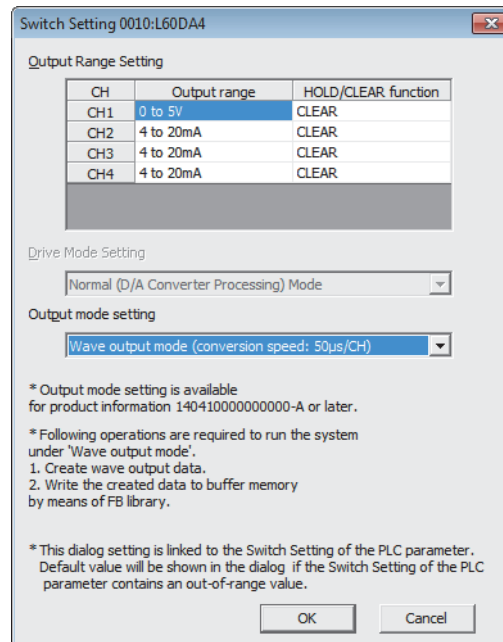 Switch Setting 0010:L60DA4
Output Range Setting
CH Output range HOLD/CLEAR function
CH1 0 to 5V CLEAR
CH2 4 to 20mA CLEAR
CH3 4 to 20mA CLEAR
CH4 4 to 20mA CLEAR
Drive Mode Setting
Normal (D/A Converter Processing) Mode
Output mode setting
Wave output mode (conversion speed: 50µs/CH)
* Output mode setting is available
for product information 140410000000000-A or later.
* Following operations are required to run the system
under 'Wave output mode'.
1. Create wave output data.
2. Write the created data to buffer memory
by means of FB library.
* This dialog setting is linked to the Switch Setting of the PLC parameter.
Default value will be shown in the dialog if the Switch Setting of the PLC
parameter contains an out-of-range value.
OK Cancel